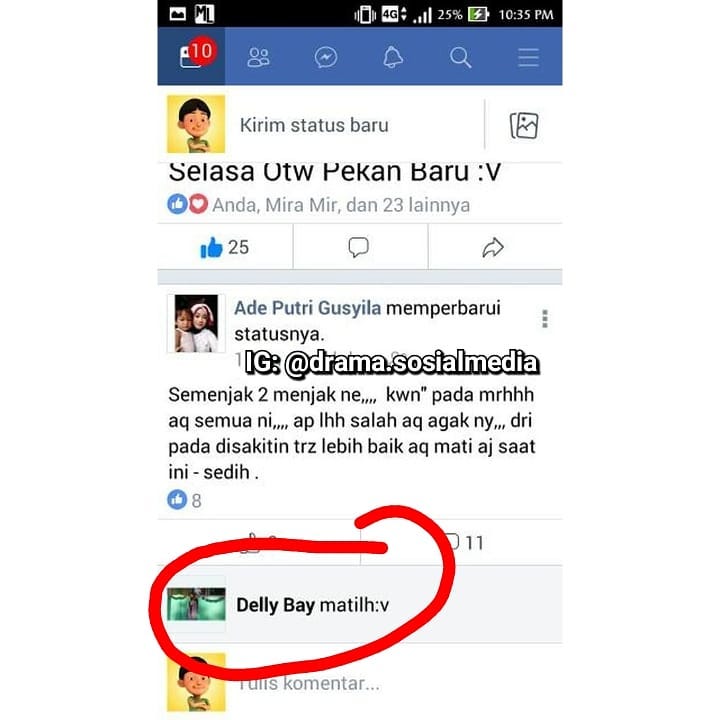 ML
4G 25% 10:35 PM
10
Kirim status baru
Selasa Otw Pekan Baru :V
Anda, Mira Mir, dan 23 lainnya
25
Ade Putri Gusyila memperbarui
statusnya.
IG: @drama.sosialmedia
Semenjak 2 menjak ne,,,, kwn" pada mrhhh
aq semua ni,,,, ap lhh salah aq agak ny,,, dri
pada disakitin trz lebih baik aq mati aj saat
ini - sedih .
8
11
Delly Bay matilh:v
Tulis komentar...